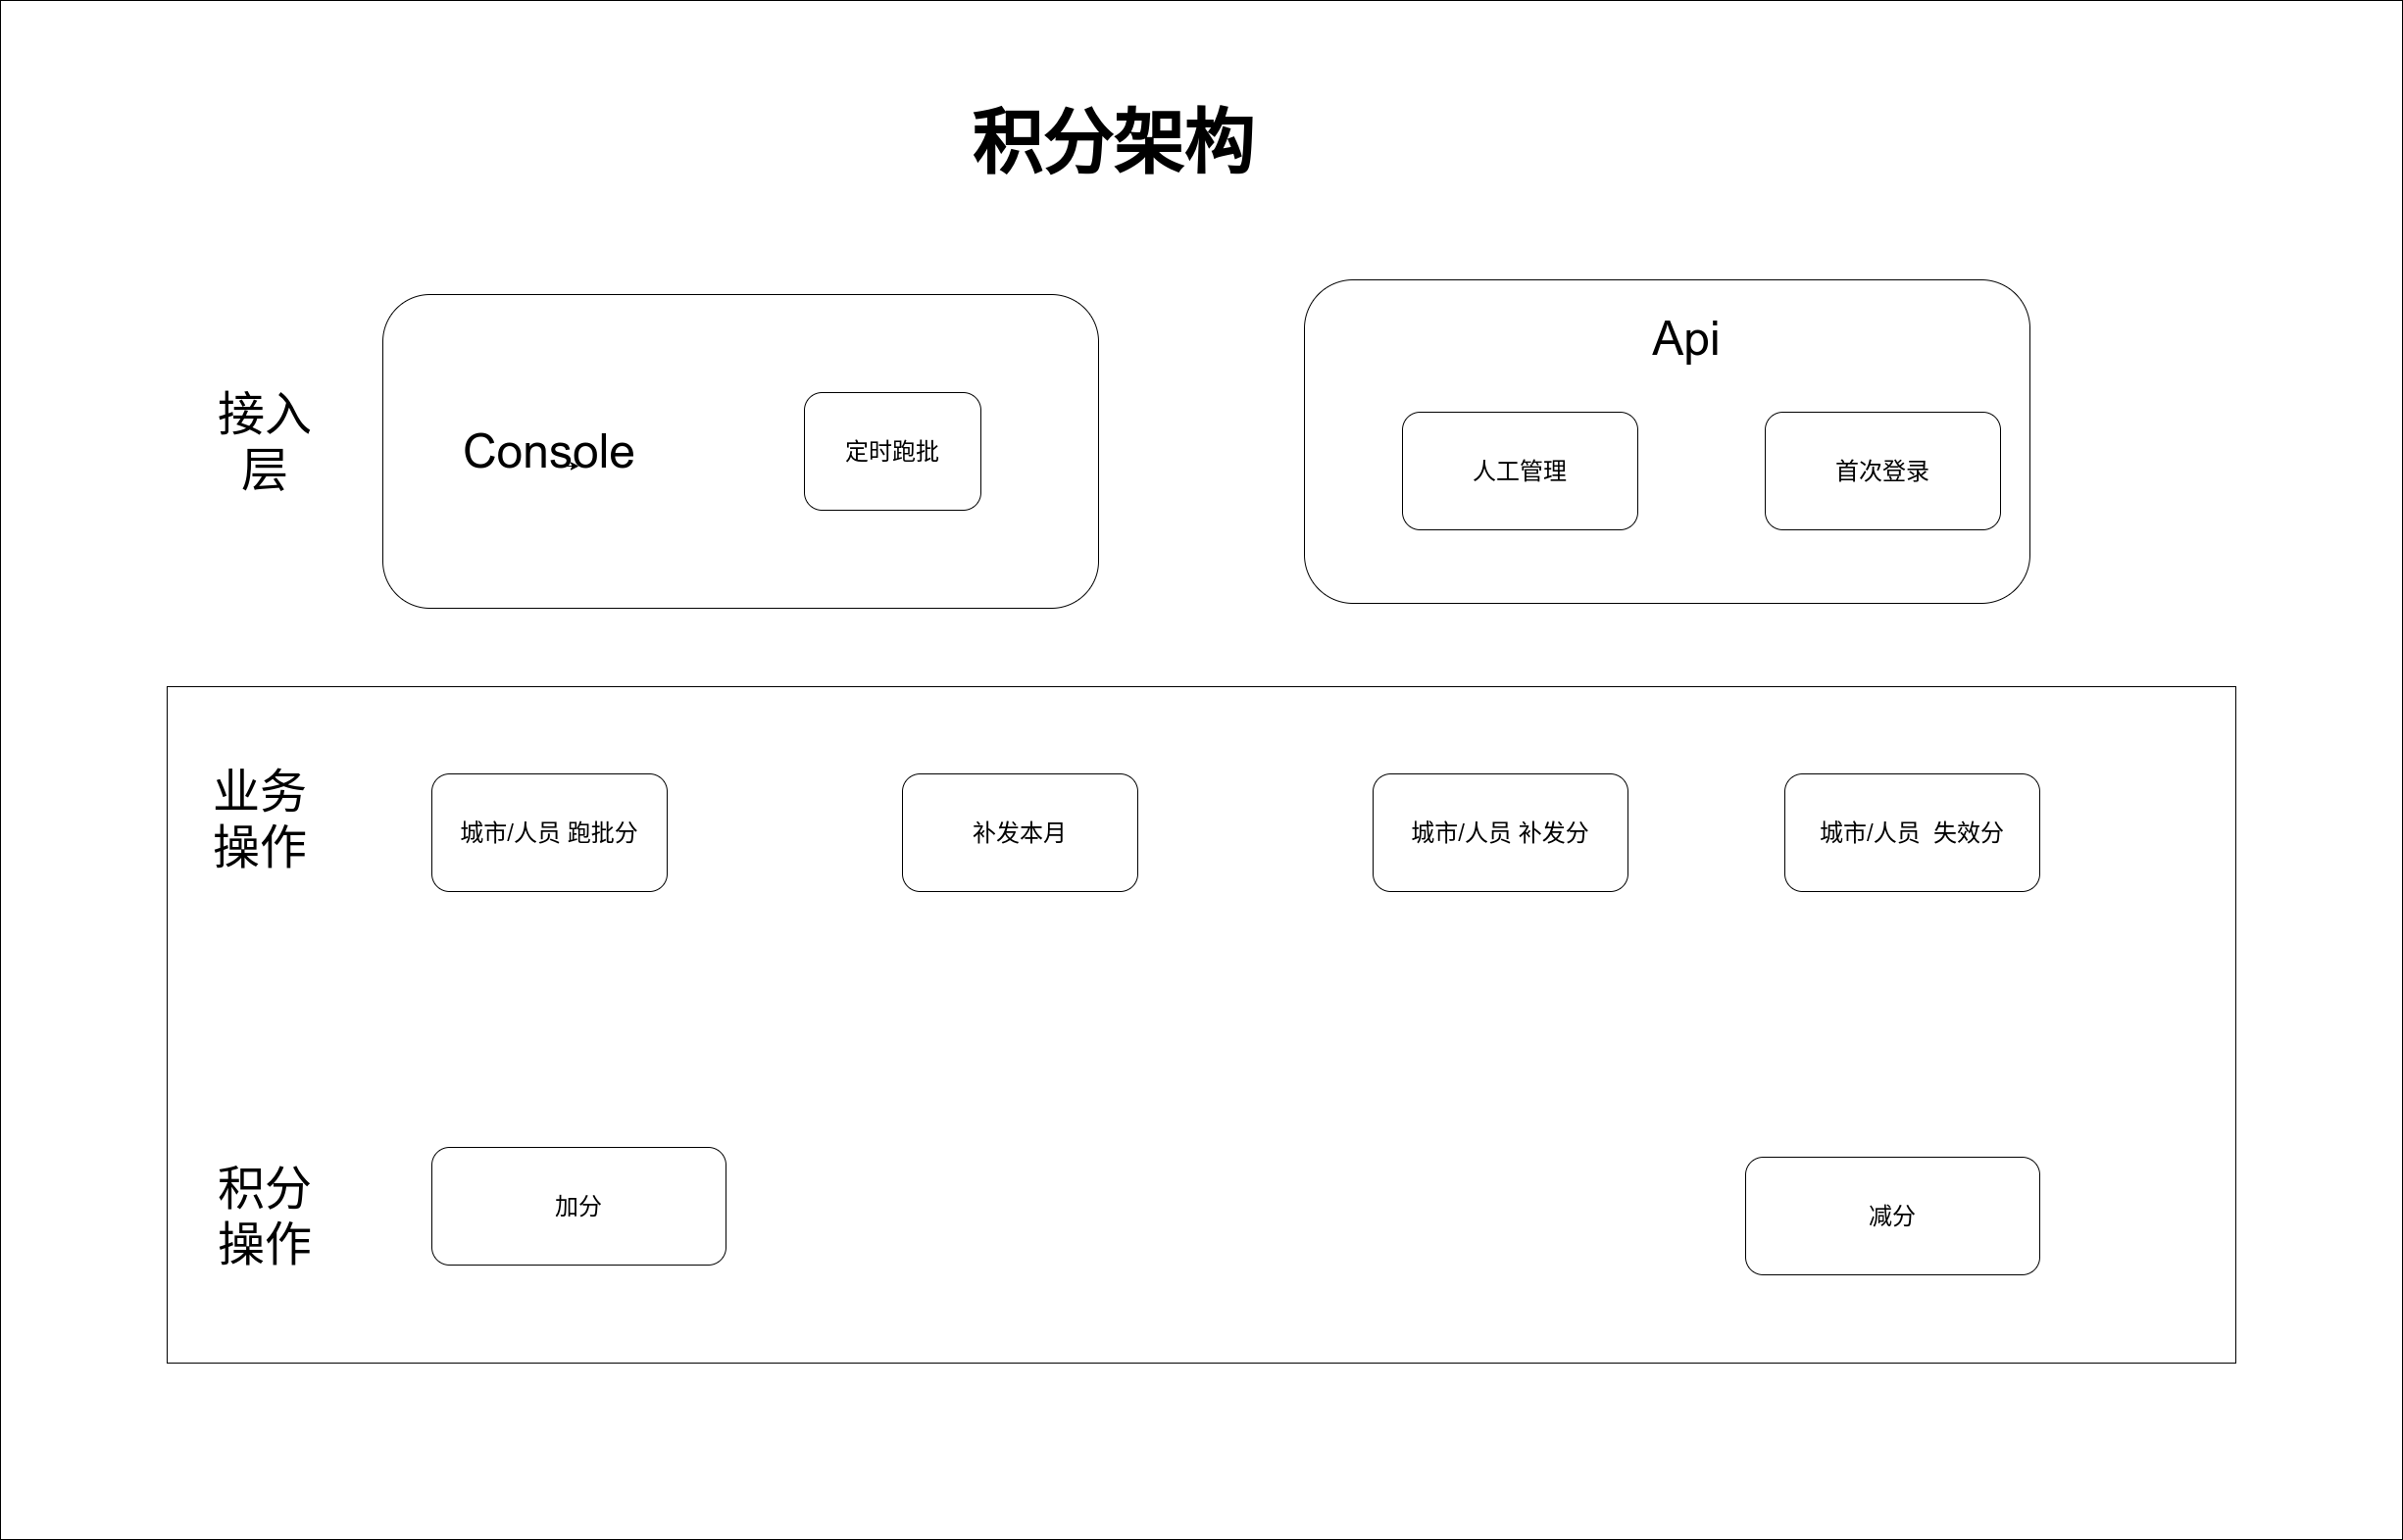 积分架构
接入
层
Console
定时跑批
Api
人工管理
首次登录
业务
操作
城市/人员 跑批分
补发本月
城市/人员 补发分
城市/人员  失效分
积分
操作
加分
减分